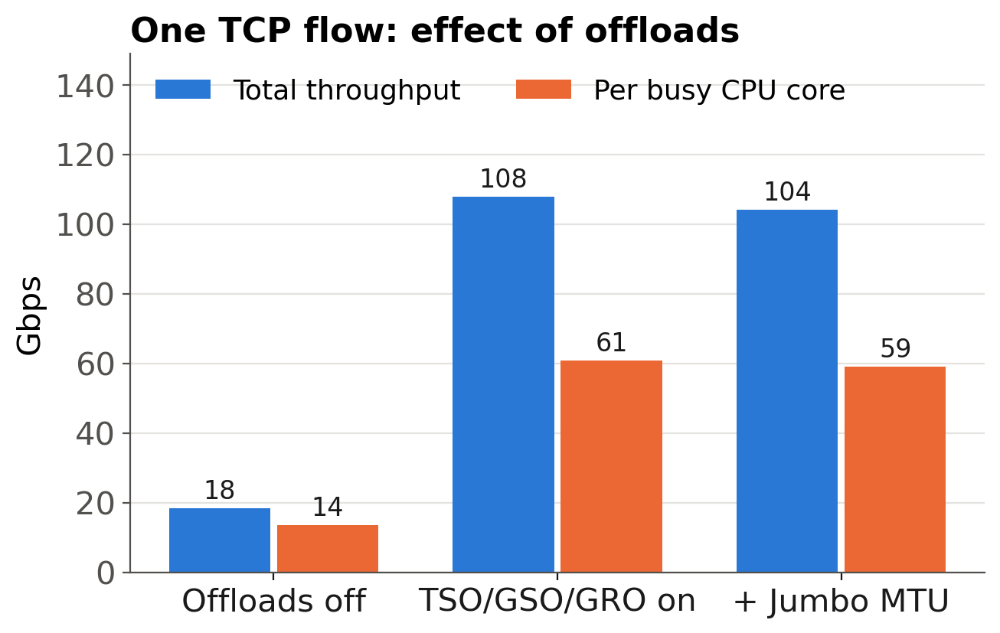 One TCP flow: effect of offloads
Total throughput
Per busy CPU core
Gbps
140
120
100
80
60
40
20
0
18
14
108
61
104
59
Offloads off
TSO/GSO/GRO on
+ Jumbo MTU